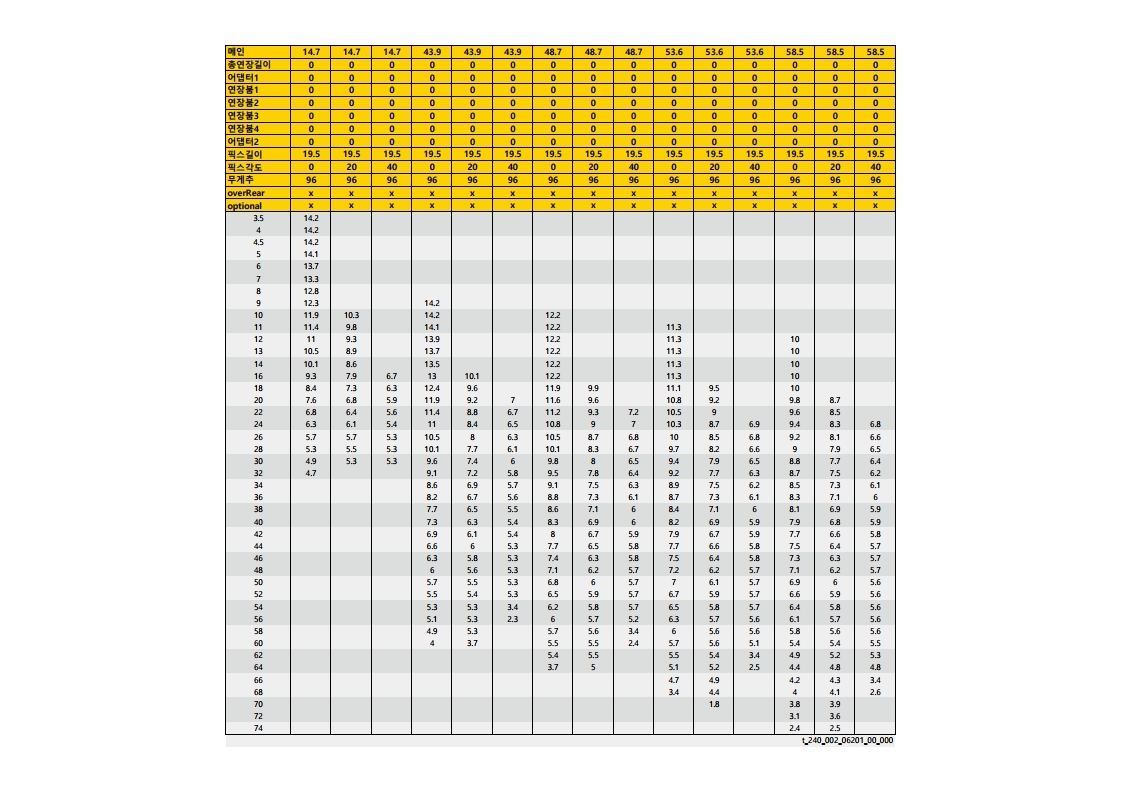 메인 14.7 14.7 14.7 43.9 43.9 43.9 48.7 48.7 48.7 53.6 53.6 53.6 58.5 58.5 58.5
총연장길이 0 0 0 0 0 0 0 0 0 0 0 0 0 0 0
어댑터1 0 0 0 0 0 0 0 0 0 0 0 0 0 0 0
연장붐1 0 0 0 0 0 0 0 0 0 0 0 0 0 0 0
연장붐2 0 0 0 0 0 0 0 0 0 0 0 0 0 0 0
연장붐3 0 0 0 0 0 0 0 0 0 0 0 0 0 0 0
연장붐4 0 0 0 0 0 0 0 0 0 0 0 0 0 0 0
어댑터2 0 0 0 0 0 0 0 0 0 0 0 0 0 0 0
픽스길이 19.5 19.5 19.5 19.5 19.5 19.5 19.5 19.5 19.5 19.5 19.5 19.5 19.5 19.5 19.5
픽스각도 0 20 40 0 20 40 0 20 40 0 20 40 0 20 40
무게추 96 96 96 96 96 96 96 96 96 96 96 96 96 96 96
overRear x x x x x x x x x x x x x x x
optional x x x x x x x x x x x x x x x
3.5 14.2
4 14.2
4.5 14.2
5 14.1
6 13.7
7 13.3
8 12.8
9 12.3 14.2
10 11.9 10.3 14.2 12.2
11 11.4 9.8 14.1 12.2 11.3
12 11 9.3 13.9 12.2 11.3 10
13 10.5 8.9 13.7 12.2 11.3 10
14 10.1 8.6 13.5 12.2 11.3 10
16 9.3 7.9 6.7 13 10.1 12.2 11.3 10
18 8.4 7.3 6.3 12.4 9.6 11.9 9.9 11.1 9.5 10
20 7.6 6.8 5.9 11.9 9.2 7 11.6 9.6 10.8 9.2 9.8 8.7
22 6.8 6.4 5.6 11.4 8.8 6.7 11.2 9.3 7.2 10.5 9 9.6 8.5
24 6.3 6.1 5.4 11 8.4 6.5 10.8 9 7 10.3 8.7 6.9 9.4 8.3 6.8
26 5.7 5.7 5.3 10.5 8 6.3 10.5 8.7 6.8 10 8.5 6.8 9.2 8.1 6.6
28 5.3 5.5 5.3 10.1 7.7 6.1 10.1 8.3 6.7 9.7 8.2 6.6 9 7.9 6.5
30 4.9 5.3 5.3 9.6 7.4 6 9.8 8 6.5 9.4 7.9 6.5 8.8 7.7 6.4
32 4.7 9.1 7.2 5.8 9.5 7.8 6.4 9.2 7.7 6.3 8.7 7.5 6.2
34 8.6 6.9 5.7 9.1 7.5 6.3 8.9 7.5 6.2 8.5 7.3 6.1
36 8.2 6.7 5.6 8.8 7.3 6.1 8.7 7.3 6.1 8.3 7.1 6
38 7.7 6.5 5.5 8.6 7.1 6 8.4 7.1 6 8.1 6.9 5.9
40 7.3 6.3 5.4 8.3 6.9 6 8.2 6.9 5.9 7.9 6.8 5.9
42 6.9 6.1 5.4 8 6.7 5.9 7.9 6.7 5.9 7.7 6.6 5.8
44 6.6 6 5.3 7.7 6.5 5.8 7.7 6.6 5.8 7.5 6.4 5.7
46 6.3 5.8 5.3 7.4 6.3 5.8 7.5 6.4 5.8 7.3 6.3 5.7
48 6 5.6 5.3 7.1 6.2 5.7 7.2 6.2 5.7 7.1 6.2 5.7
50 5.7 5.5 5.3 6.8 6 5.7 7 6.1 5.7 6.9 6 5.6
52 5.5 5.4 5.3 6.5 5.9 5.7 6.7 5.9 5.7 6.6 5.9 5.6
54 5.3 5.3 3.4 6.2 5.8 5.7 6.5 5.8 5.7 6.4 5.8 5.6
56 5.1 5.3 2.3 6 5.7 5.2 6.3 5.7 5.6 6.1 5.7 5.6
58 4.9 5.3 5.7 5.6 3.4 6 5.6 5.6 5.8 5.6 5.6
60 4 3.7 5.5 5.5 2.4 5.7 5.6 5.1 5.4 5.4 5.5
62 5.4 5.5 5.5 5.4 3.4 4.9 5.2 5.3
64 3.7 5 5.1 5.2 2.5 4.4 4.8 4.8
66 4.7 4.9 4.2 4.3 3.4
68 3.4 4.4 4 4.1 2.6
70 1.8 3.8 3.9
72 3.1 3.6
74 2.4 2.5
t_240_002_06201_00_000